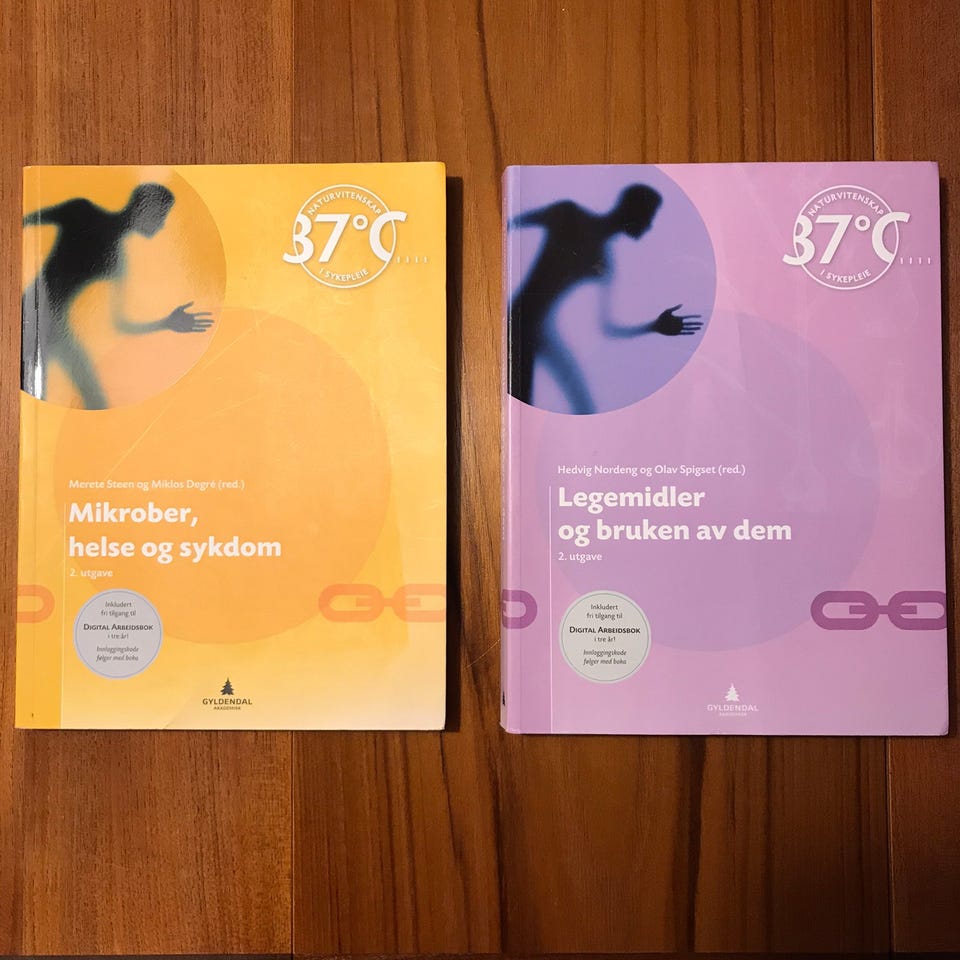 NATURVITENSKAP
37°C
I SYKEPLEIE
Merete Steen og Miklos Degré (red.)
Mikrober,
helse og sykdom
2. utgave
Inkludert
fri tilgang til
DIGITAL ARBEIDSBOK
i tre år!
Innloggingskode
følger med boka
GYLDENDAL
AKADEMISK
NATURVITENSKAP
37°C
I SYKEPLEIE
Hedvig Nordeng og Olav Spigset (red.)
Legemidler
og bruken av dem
2. utgave
Inkludert
fri tilgang til
DIGITAL ARBEIDSBOK
i tre år!
Innloggingskode
følger med boka
GYLDENDAL
AKADEMISK